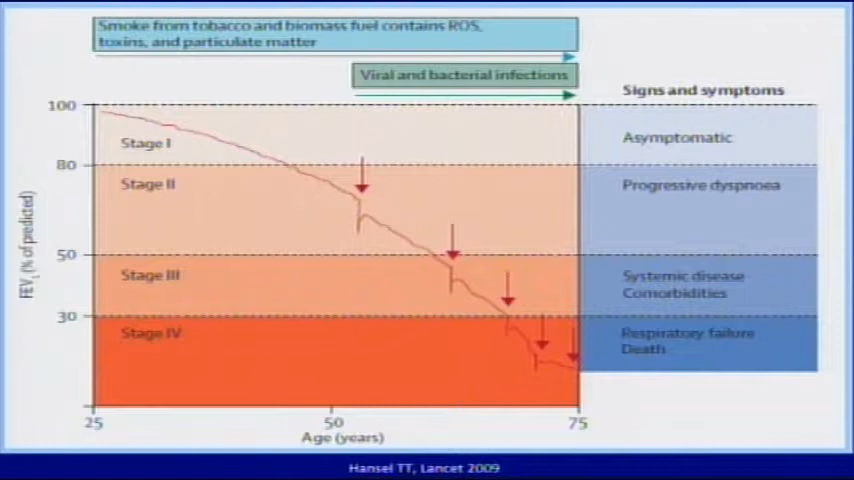 Smoke from tobacco and biomass fuel contains ROS,
toxins, and particulate matter
Viral and bacterial infections
Signs and symptoms
100
Stage I
Asymptomatic
80
Stage II
Progressive dyspnoea
FEV1 (% of predicted)
50
Stage III
Systemic disease
Comorbidities
30
Stage IV
Respiratory failure
Death
25
50
75
Age (years)
Hansel TT, Lancet 2009